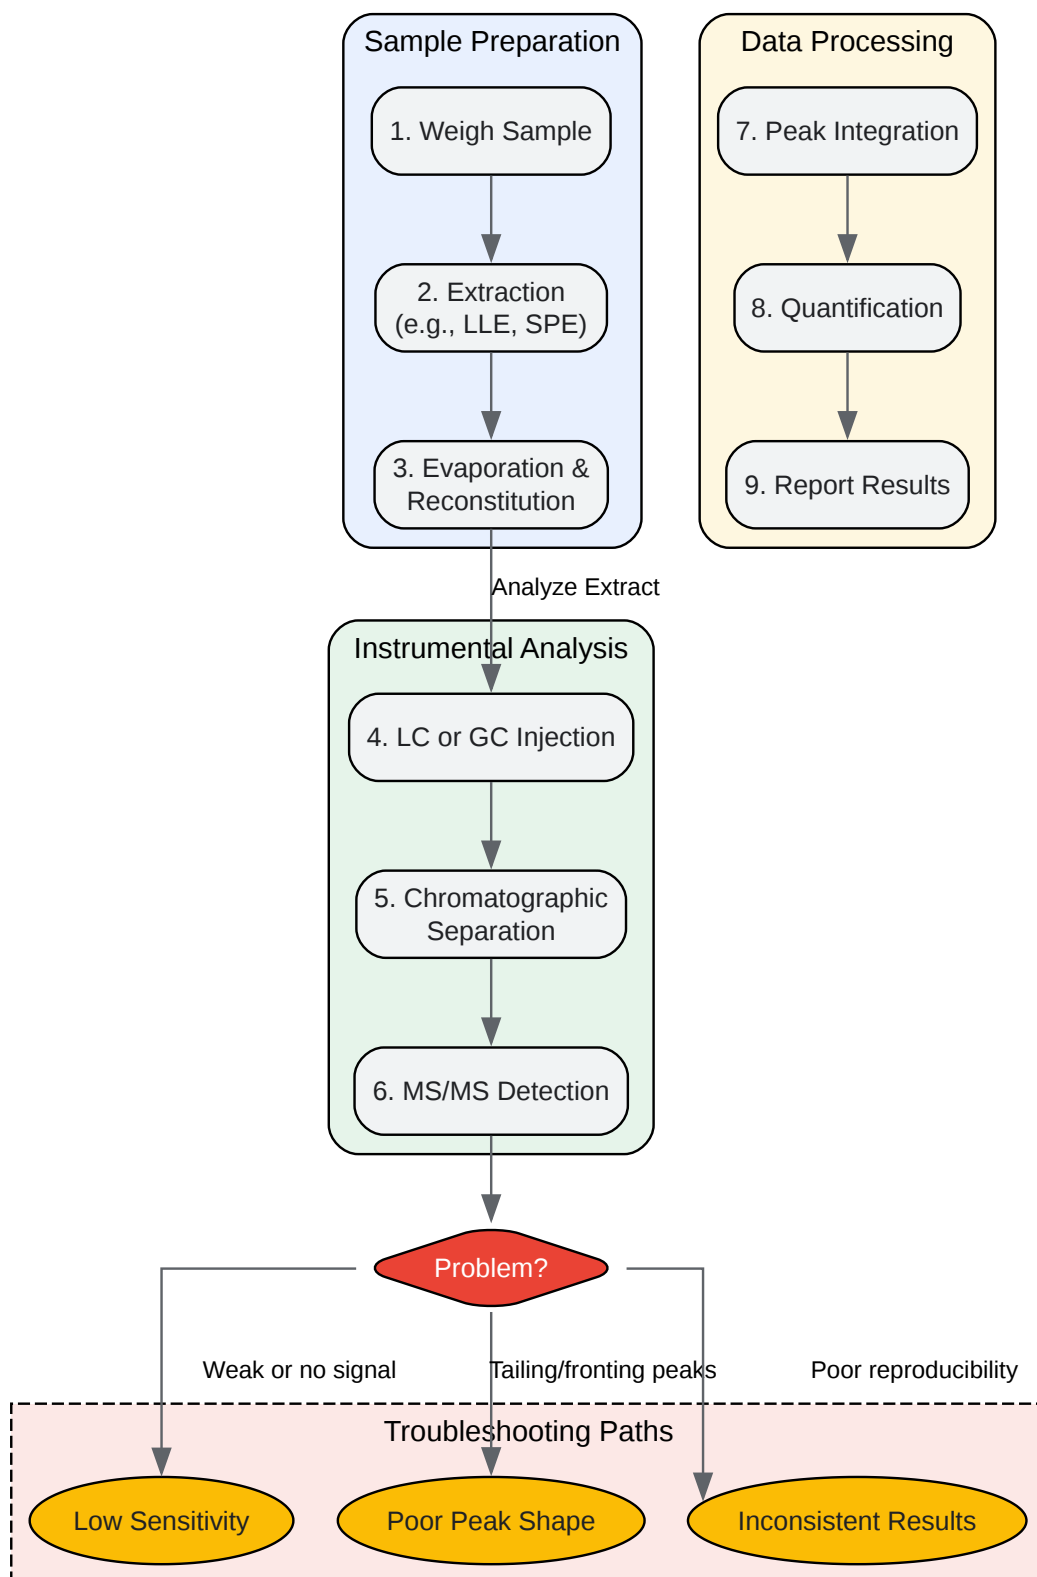 Sample Preparation
1. Weigh Sample
2. Extraction
(e.g., LLE, SPE)
3. Evaporation &
Reconstitution
Data Processing
7. Peak Integration
8. Quantification
9. Report Results
Analyze Extract
Instrumental Analysis
4. LC or GC Injection
5. Chromatographic
Separation
6. MS/MS Detection
Problem?
Weak or no signal
Tailing/fronting peaks
Poor reproducibility
Troubleshooting Paths
Low Sensitivity
Poor Peak Shape
Inconsistent Results